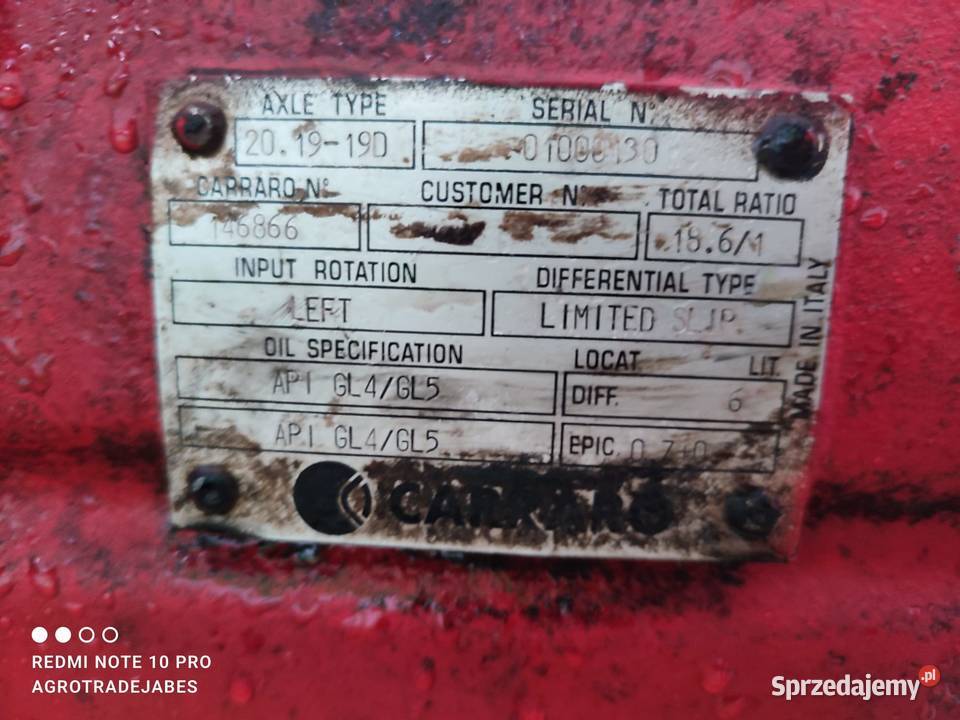 AXLE TYPE SERIAL N°
20.19-19D
CARRARO N° CUSTOMER N° TOTAL RATIO
146866 18.6/1
INPUT ROTATION DIFFERENTIAL TYPE
LEFT LIMITED SLIP
OIL SPECIFICATION LOCAT. LIT.
API GL4/GL5 DIFF. 6
API GL4/GL5 EPIC.
MADE IN ITALY
CARRARO
REDMI NOTE 10 PRO
AGROTRADEJABES
Sprzedajemy.pl